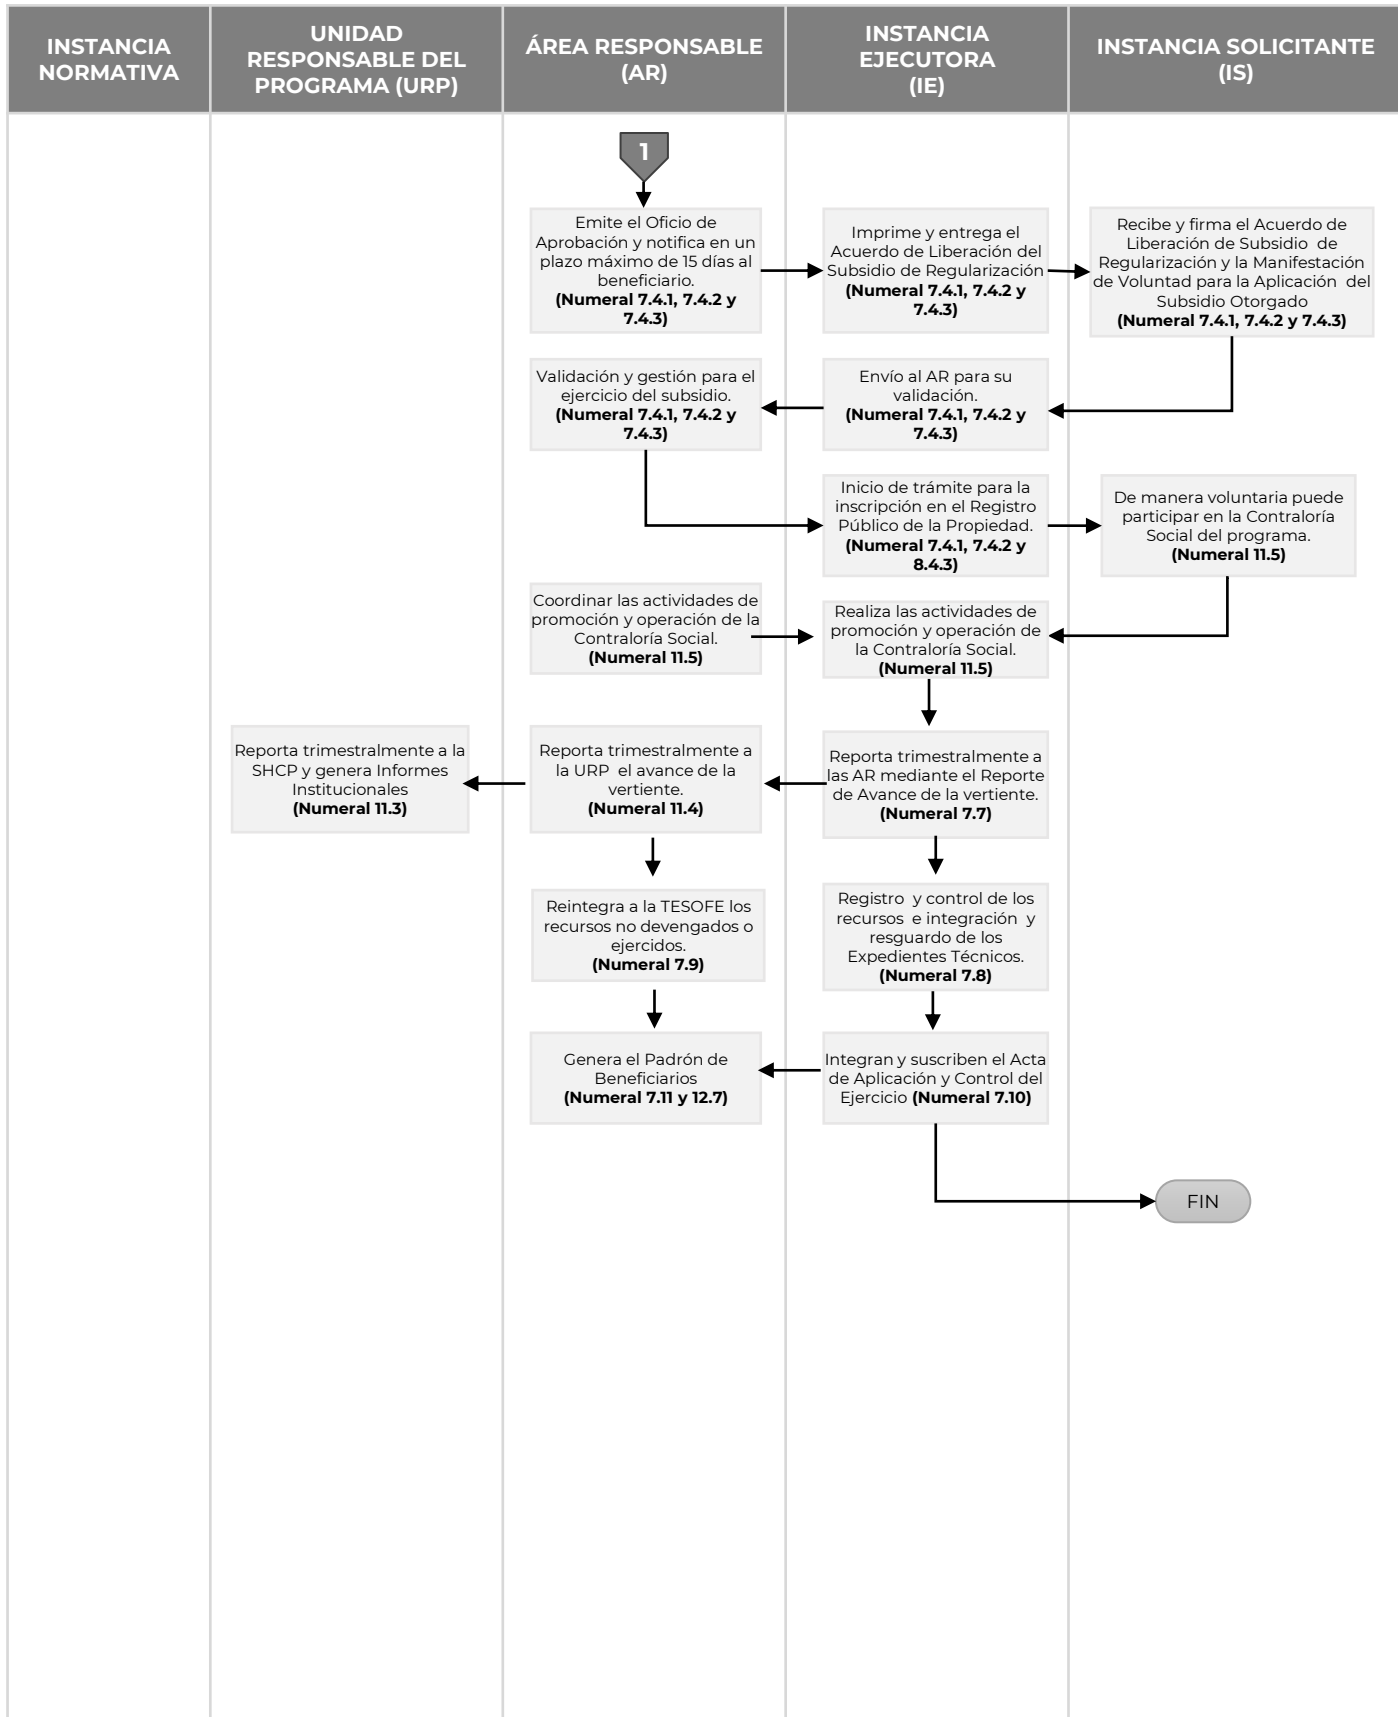 INSTANCIA
NORMATIVA
UNIDAD
RESPONSABLE DEL
PROGRAMA (URP)
ÁREA RESPONSABLE
(AR)
INSTANCIA
EJECUTORA
(IE)
INSTANCIA SOLICITANTE
(IS)
1
Emite el Oficio de
Aprobación y notifica en un
plazo máximo de 15 días al
beneficiario.
(Numeral 7.4.1, 7.4.2 y
7.4.3)
Imprime y entrega el
Acuerdo de Liberación del
Subsidio de Regularización
(Numeral 7.4.1, 7.4.2 y
7.4.3)
Recibe y firma el Acuerdo de
Liberación de Subsidio de
Regularización y la Manifestación
de Voluntad para la Aplicación del
Subsidio Otorgado
(Numeral 7.4.1, 7.4.2 y 7.4.3)
Validación y gestión para el
ejercicio del subsidio.
(Numeral 7.4.1, 7.4.2 y
7.4.3)
Envío al AR para su
validación.
(Numeral 7.4.1, 7.4.2 y
7.4.3)
Inicio de trámite para la
inscripción en el Registro
Público de la Propiedad.
(Numeral 7.4.1, 7.4.2 y
8.4.3)
De manera voluntaria puede
participar en la Contraloría
Social del programa.
(Numeral 11.5)
Coordinar las actividades de
promoción y operación de la
Contraloría Social.
(Numeral 11.5)
Realiza las actividades de
promoción y operación de
la Contraloría Social.
(Numeral 11.5)
Reporta trimestralmente a la
SHCP y genera Informes
Institucionales
(Numeral 11.3)
Reporta trimestralmente a
la URP el avance de la
vertiente.
(Numeral 11.4)
Reporta trimestralmente a
las AR mediante el Reporte
de Avance de la vertiente.
(Numeral 7.7)
Reintegra a la TESOFE los
recursos no devengados o
ejercidos.
(Numeral 7.9)
Registro y control de los
recursos e integración y
resguardo de los
Expedientes Técnicos.
(Numeral 7.8)
Genera el Padrón de
Beneficiarios
(Numeral 7.11 y 12.7)
Integran y suscriben el Acta
de Aplicación y Control del
Ejercicio (Numeral 7.10)
FIN